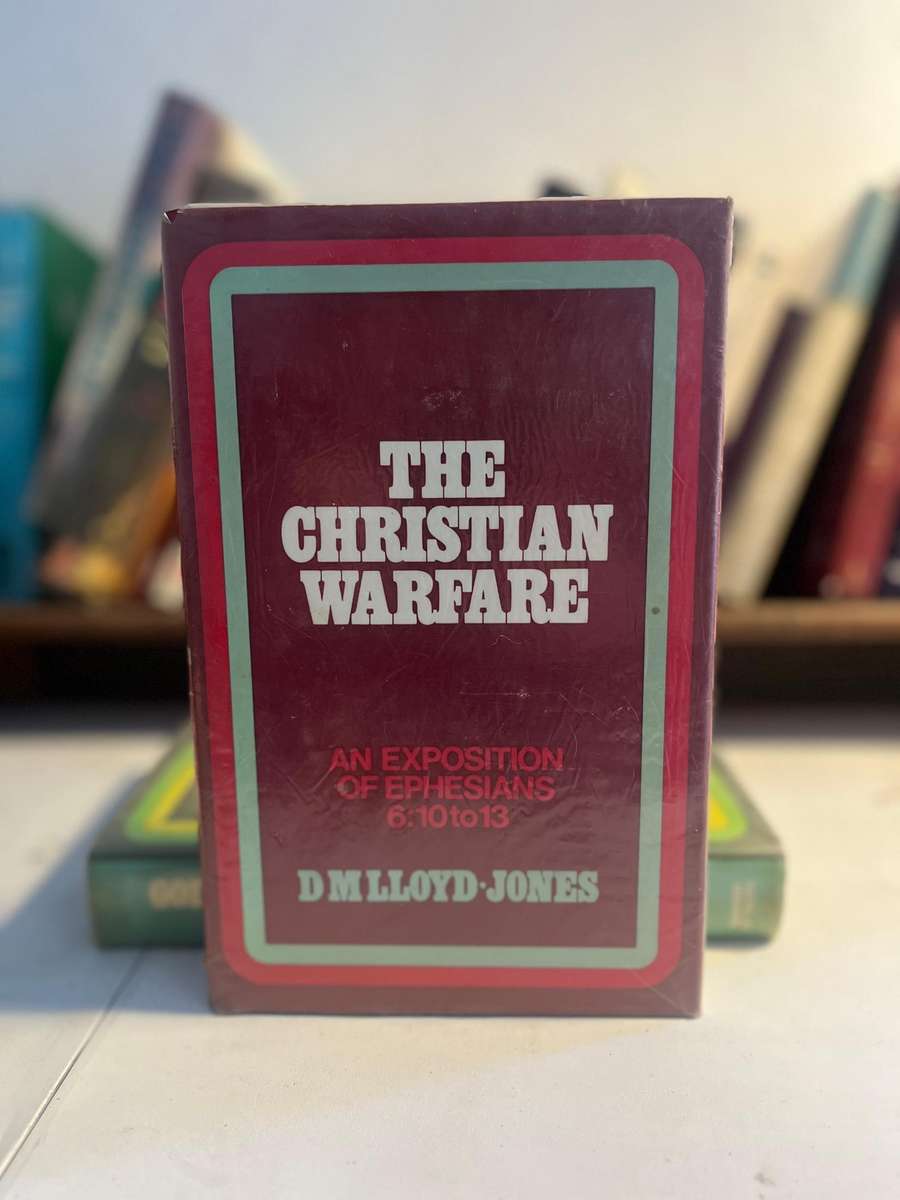 THE
CHRISTIAN
WARFARE
AN EXPOSITION
OF EPHESIANS
6:10 to 13
D M LLOYD-JONES